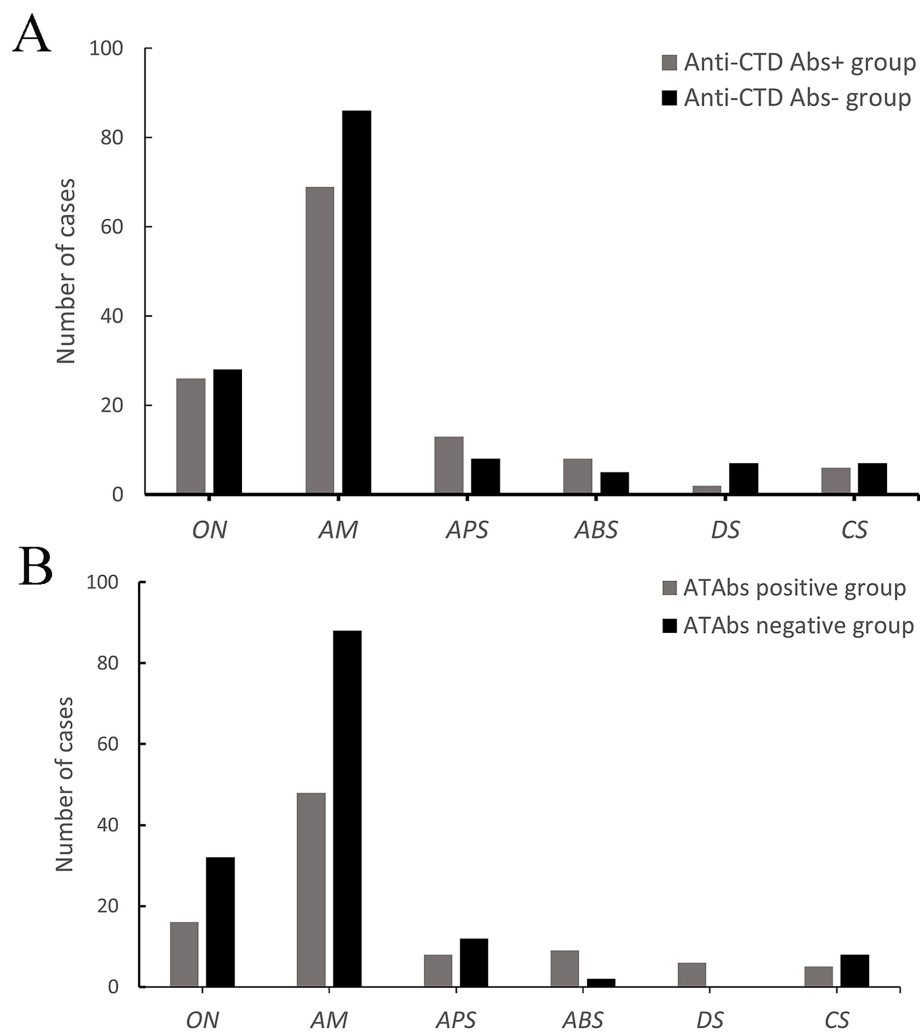 A
Number of cases
100
80
60
40
20
0
Anti-CTD Abs+ group
Anti-CTD Abs- group
ON AM APS ABS DS CS
B
Number of cases
100
80
60
40
20
0
ATAbs positive group
ATAbs negative group
ON AM APS ABS DS CS